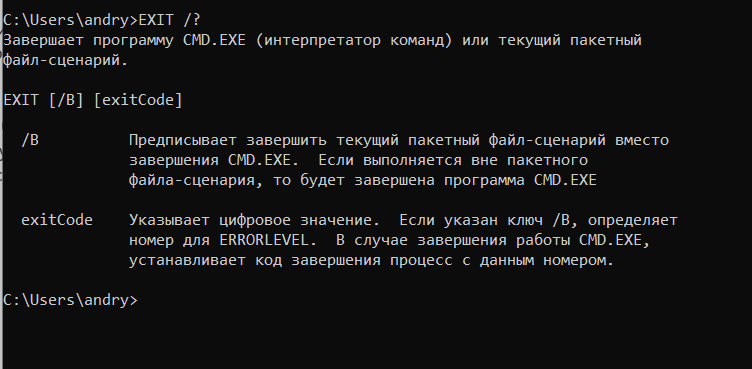 C:\Users\andry>EXIT /?
Завершает программу CMD.EXE (интерпретатор команд) или текущий пакетный
файл-сценарий.
EXIT [/B] [exitCode]
/B          Предписывает завершить текущий пакетный файл-сценарий вместо
завершения CMD.EXE.  Если выполняется вне пакетного
файла-сценария, то будет завершена программа CMD.EXE
exitCode    Указывает цифровое значение.  Если указан ключ /B, определяет
номер для ERRORLEVEL.  В случае завершения работы CMD.EXE,
устанавливает код завершения процесс с данным номером.
C:\Users\andry>